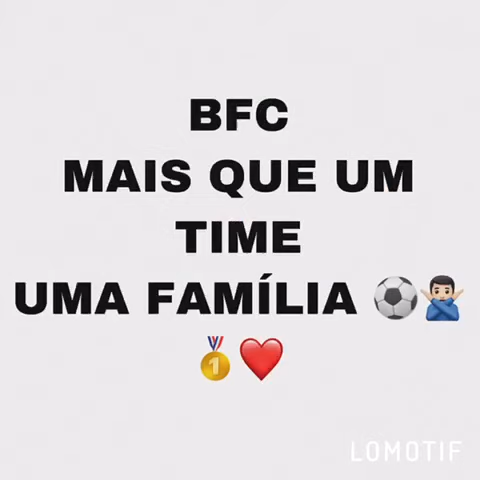 BFC
MAIS QUE UM
TIME
UMA FAMÍLIA ⚽🙅🏻‍♂️
🥇❤️
LOMOTIF